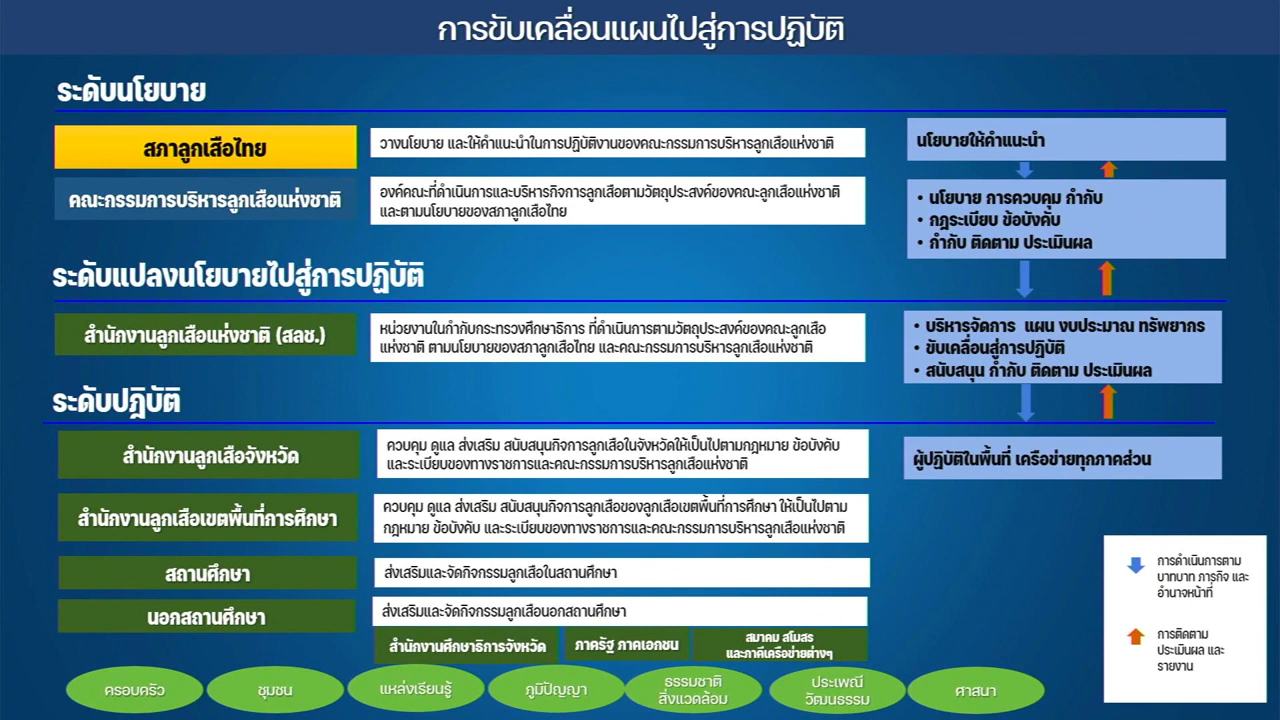 การขับเคลื่อนแผนไปสู่การปฏิบัติ
ระดับนโยบาย
สภาลูกเสือไทย
วางนโยบาย และให้คำแนะนำในการปฏิบัติงานของคณะกรรมการบริหารลูกเสือแห่งชาติ
นโยบายให้คำแนะนำ
คณะกรรมการบริหารลูกเสือแห่งชาติ
องค์คณะที่ดำเนินการและบริหารกิจการลูกเสือตามวัตถุประสงค์ของคณะลูกเสือแห่งชาติ
และตามนโยบายของสภาลูกเสือไทย
• นโยบาย การควบคุม กำกับ
• กฎระเบียบ ข้อบังคับ
• กำกับ ติดตาม ประเมินผล
ระดับแปลงนโยบายไปสู่การปฏิบัติ
สำนักงานลูกเสือแห่งชาติ (สลช.)
หน่วยงานในกำกับกระทรวงศึกษาธิการ ที่ดำเนินการตามวัตถุประสงค์ของคณะลูกเสือ
แห่งชาติ ตามนโยบายของสภาลูกเสือไทย และคณะกรรมการบริหารลูกเสือแห่งชาติ
• บริหารจัดการ แผน งบประมาณ ทรัพยากร
• ขับเคลื่อนสู่การปฏิบัติ
• สนับสนุน กำกับ ติดตาม ประเมินผล
ระดับปฎิบัติ
สำนักงานลูกเสือจังหวัด
ควบคุม ดูแล ส่งเสริม สนับสนุนกิจการลูกเสือในจังหวัดให้เป็นไปตามกฎหมาย ข้อบังคับ
และระเบียบของทางราชการและคณะกรรมการบริหารลูกเสือแห่งชาติ
ผู้ปฏิบัติในพื้นที่ เครือข่ายทุกภาคส่วน
สำนักงานลูกเสือเขตพื้นที่การศึกษา
ควบคุม ดูแล ส่งเสริม สนับสนุนกิจการลูกเสือของลูกเสือเขตพื้นที่การศึกษา ให้เป็นไปตาม
กฎหมาย ข้อบังคับ และระเบียบของทางราชการและคณะกรรมการบริหารลูกเสือแห่งชาติ
สถานศึกษา
ส่งเสริมและจัดกิจกรรมลูกเสือในสถานศึกษา
นอกสถานศึกษา
ส่งเสริมและจัดกิจกรรมลูกเสือนอกสถานศึกษา
สำนักงานศึกษาธิการจังหวัด
ภาครัฐ ภาคเอกชน
สมาคม สโมสร
และภาคีเครือข่ายต่างๆ
ครอบครัว
ชุมชน
แหล่งเรียนรู้
ภูมิปัญญา
ธรรมชาติ
สิ่งแวดล้อม
ประเพณี
วัฒนธรรม
ศาสนา
การดำเนินการตาม
บาทบาท ภารกิจ และ
อำนาจหน้าที่
การติดตาม
ประเมินผล และ
รายงาน